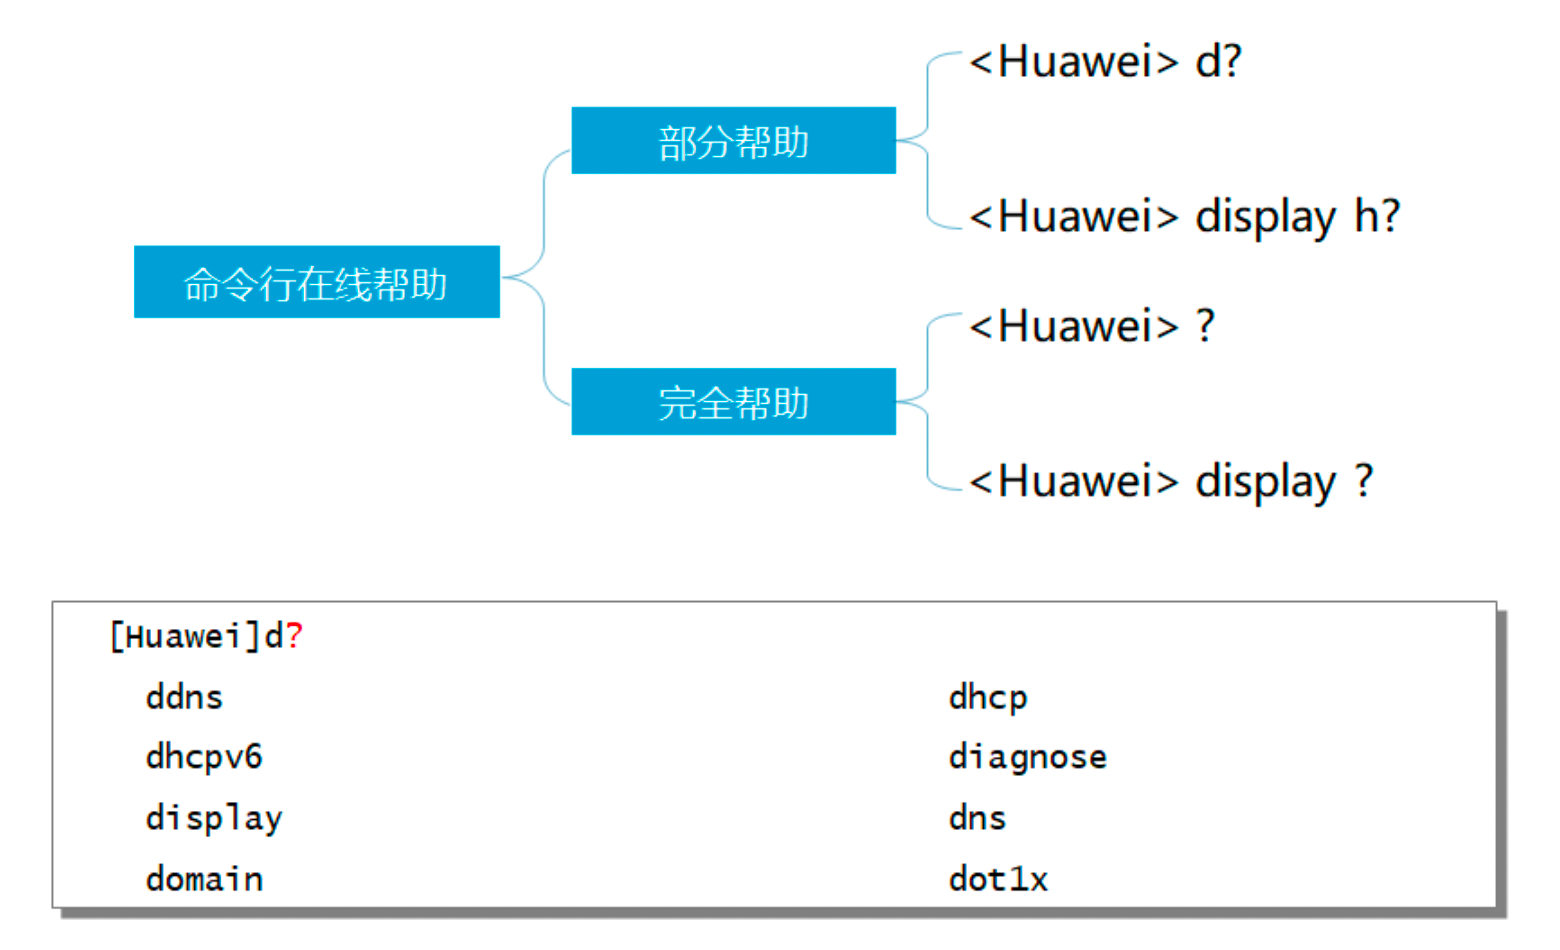 命令行在线帮助
部分帮助
<Huawei> d?
<Huawei> display h?
完全帮助
<Huawei> ?
<Huawei> display ?
[Huawei]d?
ddns dhcp
dhcpv6 diagnose
display dns
domain dot1x